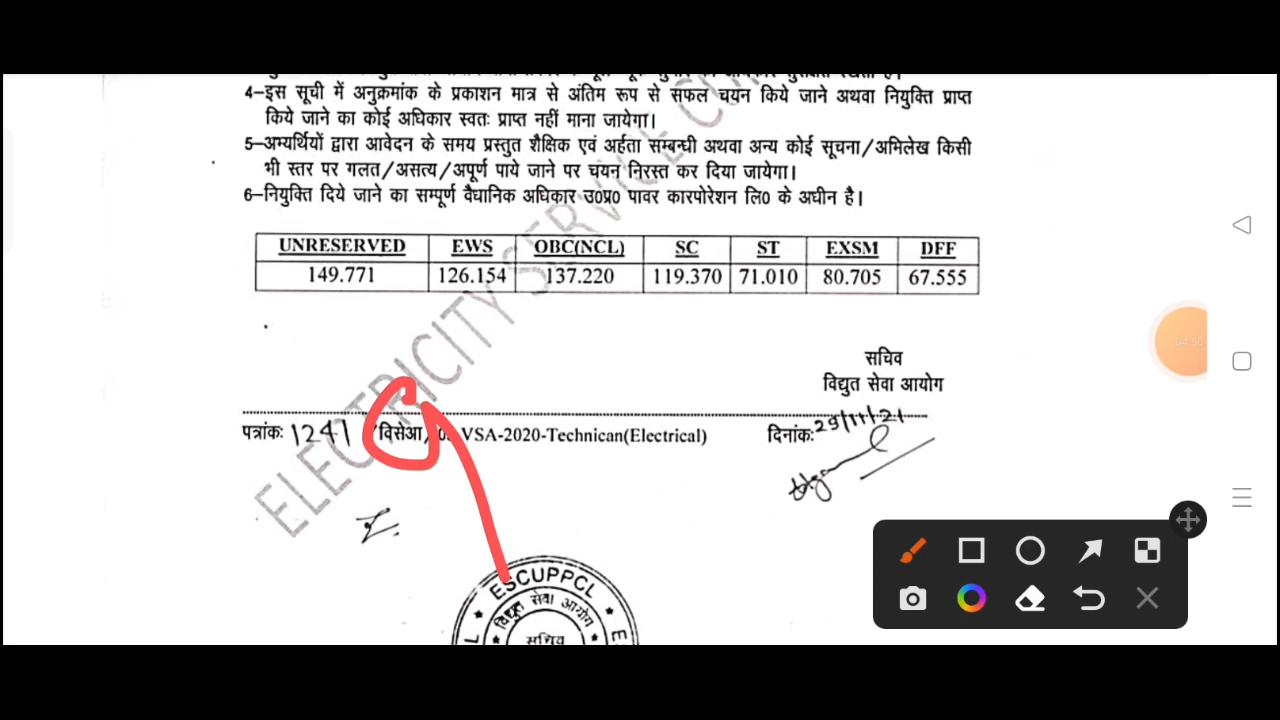 4–इस सूची में अनुक्रमांक के प्रकाशन मात्र से अंतिम रूप से सफल चयन किये जाने अथवा नियुक्ति प्राप्त
किये जाने का कोई अधिकार स्वतः प्राप्त नहीं माना जायेगा।
5–अभ्यर्थियों द्वारा आवेदन के समय प्रस्तुत शैक्षिक एवं अर्हता सम्बन्धी अथवा अन्य कोई सूचना/अभिलेख किसी
भी स्तर पर गलत/असत्य/अपूर्ण पाये जाने पर चयन निरस्त कर दिया जायेगा।
6–नियुक्ति दिये जाने का सम्पूर्ण वैधानिक अधिकार उ0प्र0 पावर कारपोरेशन लि0 के अधीन है।
UNRESERVED EWS OBC(NCL) SC ST EXSM DFF
149.771 126.154 137.220 119.370 71.010 80.705 67.555
ELECTRICITY SERVICE
सचिव
विद्युत सेवा आयोग
पत्रांक: 1241 /विसेआ/ VSA-2020-Technican(Electrical) दिनांक: 29/11/21
ESCUPPCL
विद्युत सेवा आयोग
सचिव
04:50